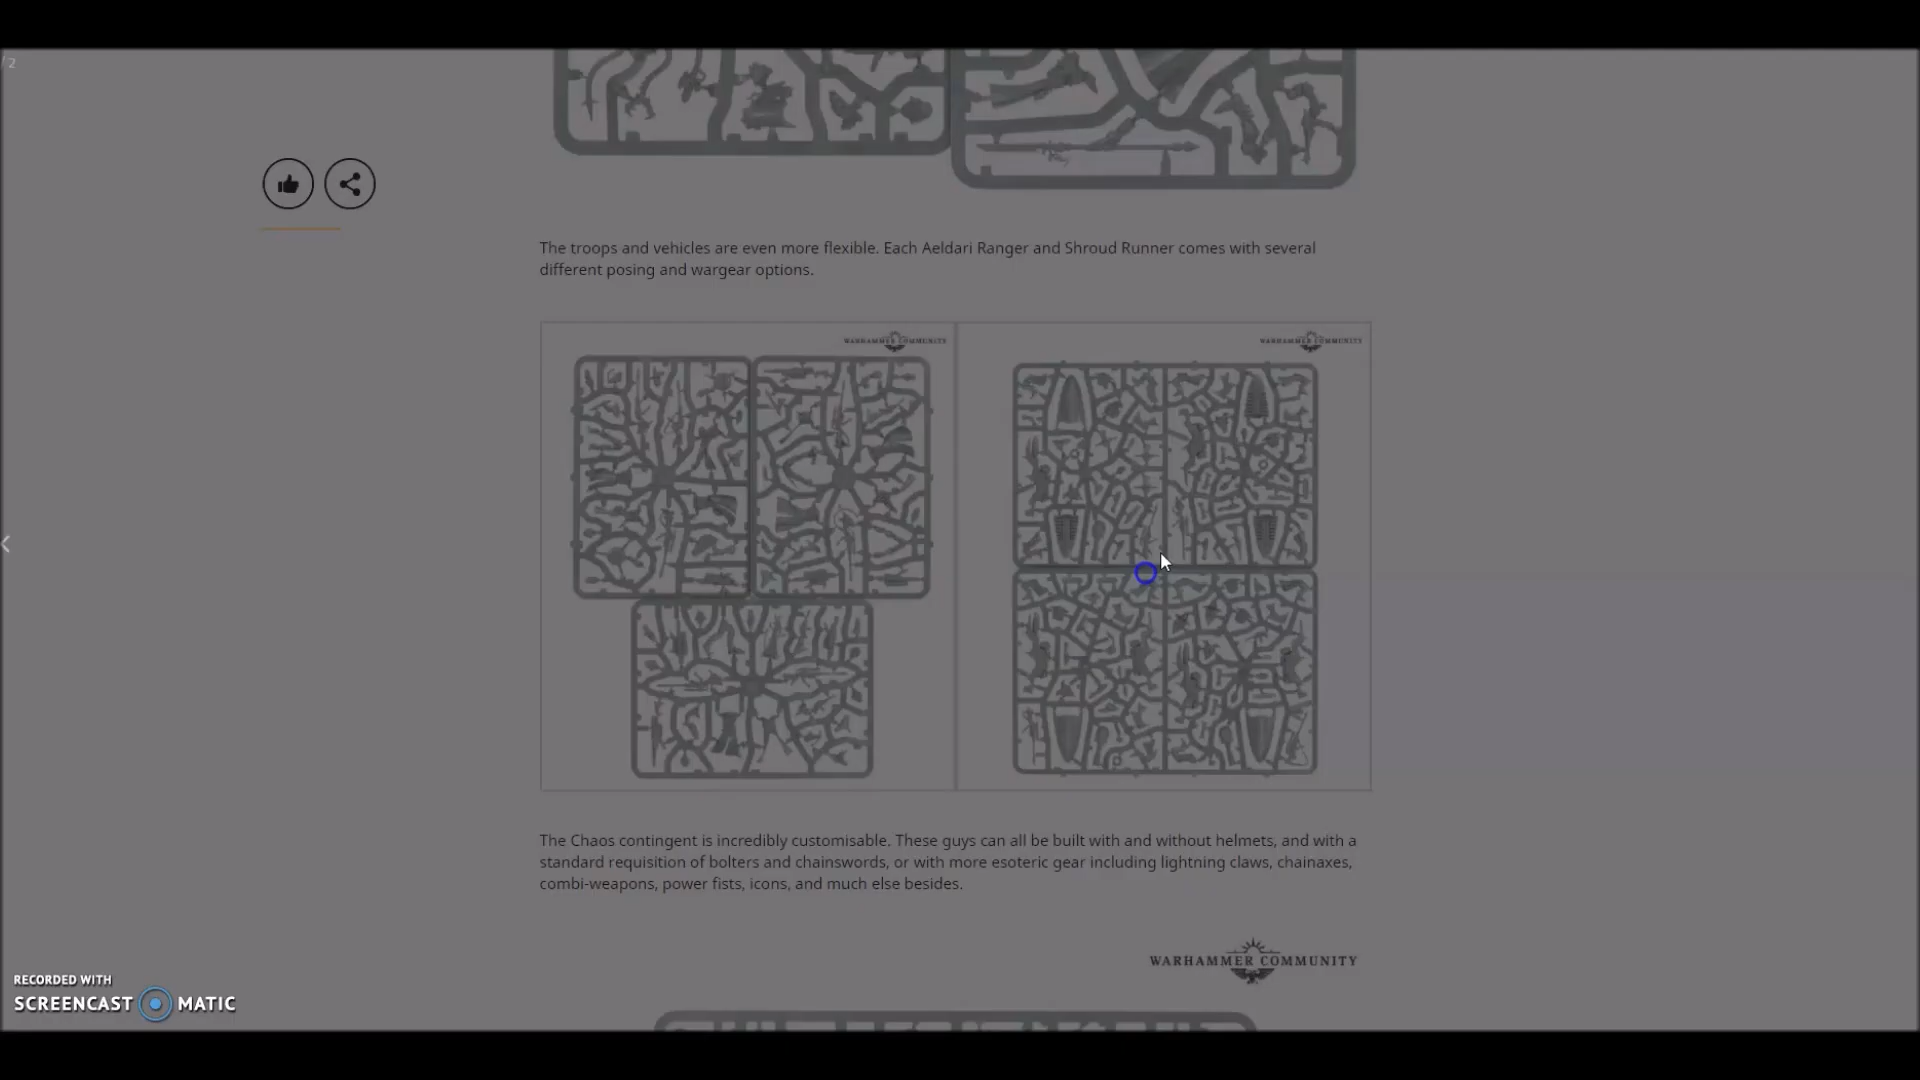 / 2
The troops and vehicles are even more flexible. Each Aeldari Ranger and Shroud Runner comes with several
different posing and wargear options.
WARHAMMER COMMUNITY
WARHAMMER COMMUNITY
The Chaos contingent is incredibly customisable. These guys can all be built with and without helmets, and with a
standard requisition of bolters and chainswords, or with more esoteric gear including lightning claws, chainaxes,
combi-weapons, power fists, icons, and much else besides.
WARHAMMER COMMUNITY
RECORDED WITH
SCREENCAST MATIC